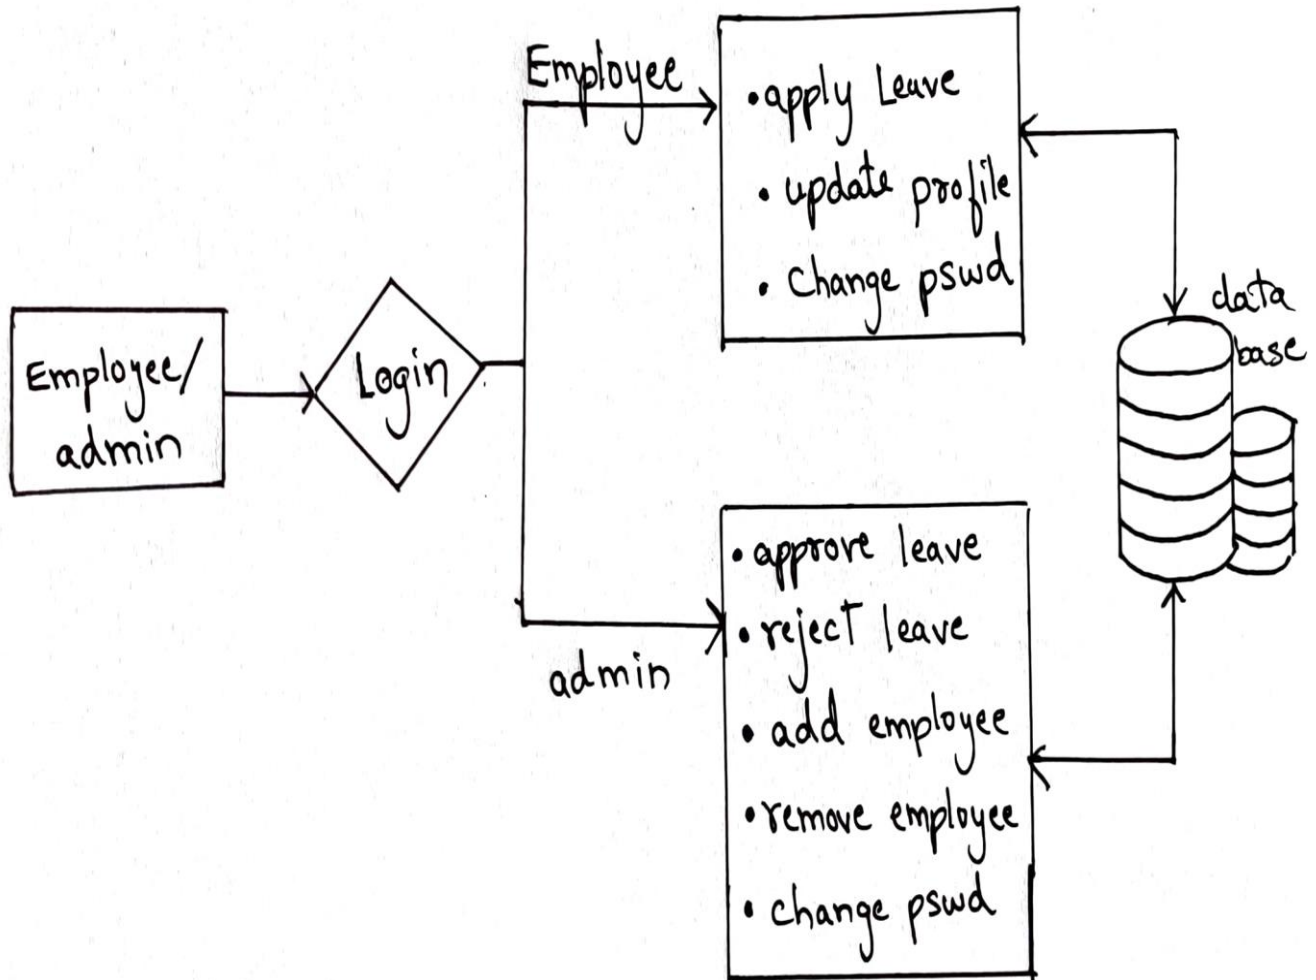 Employee/
admin
Login
Employee
• apply Leave
• update profile
• Change pswd
admin
• approve leave
• reject leave
• add employee
• remove employee
• change pswd
data
base